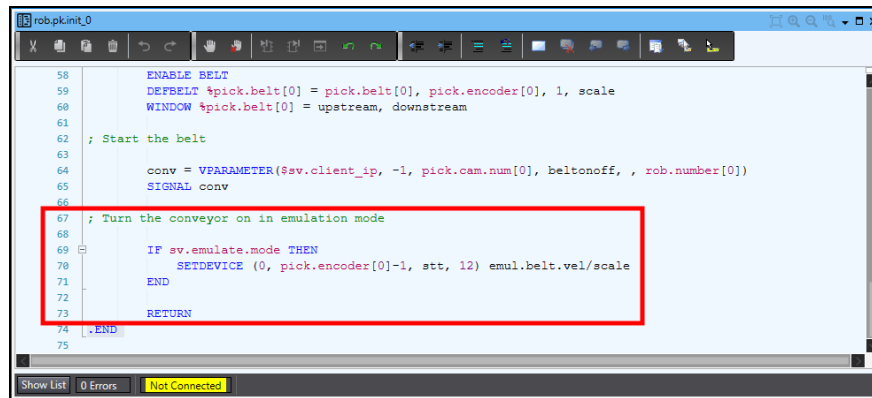 rob.pk.init_0
58 ENABLE BELT
59 DEFBELT %pick.belt[0] = pick.belt[0], pick.encoder[0], 1, scale
60 WINDOW %pick.belt[0] = upstream, downstream
61
62 ; Start the belt
63
64 conv = VPARAMETER($sv.client_ip, -1, pick.cam.num[0], beltonoff, , rob.number[0])
65 SIGNAL conv
66
67 ; Turn the conveyor on in emulation mode
68
69 IF sv.emulate.mode THEN
70 SETDEVICE (0, pick.encoder[0]-1, stt, 12) emul.belt.vel/scale
71 END
72
73 RETURN
74 .END
75
Show List 0 Errors Not Connected